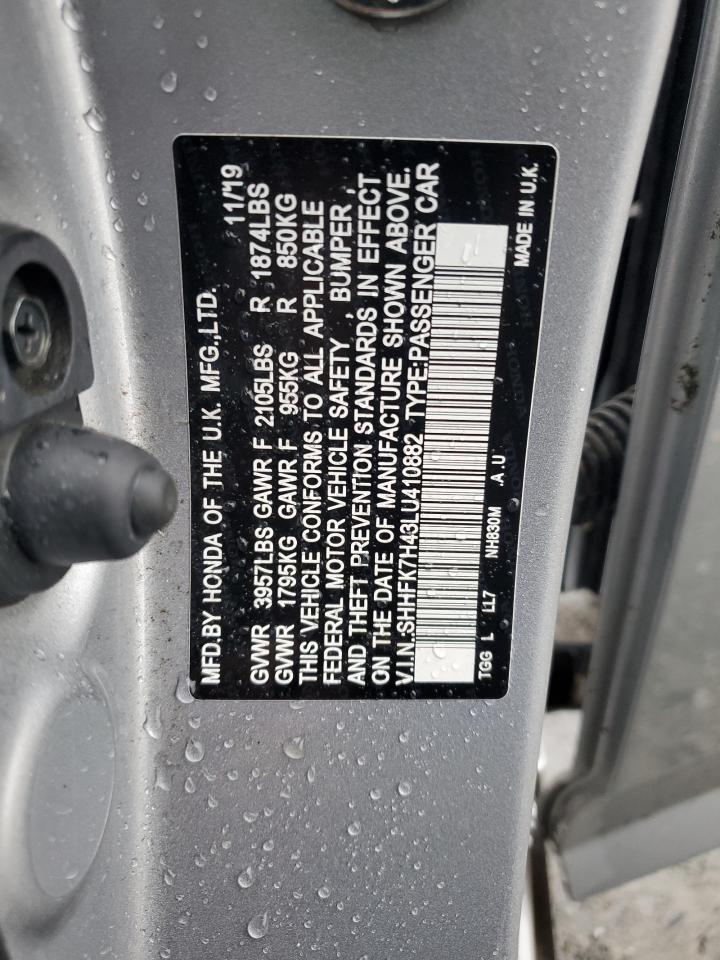 MFD.BY HONDA OF THE U.K. MFG.,LTD. 11/19
GVWR 3957LBS GAWR F 2105LBS R 1874LBS
GVWR 1795KG GAWR F 955KG R 850KG
THIS VEHICLE CONFORMS TO ALL APPLICABLE
FEDERAL MOTOR VEHICLE SAFETY , BUMPER ,
AND THEFT PREVENTION STANDARDS IN EFFECT
ON THE DATE OF MANUFACTURE SHOWN ABOVE.
V.I.N.SHHFK7H43LU410882 TYPE:PASSENGER CAR
TGG L LL7 NH830M .A .U MADE IN U.K.
HONDA